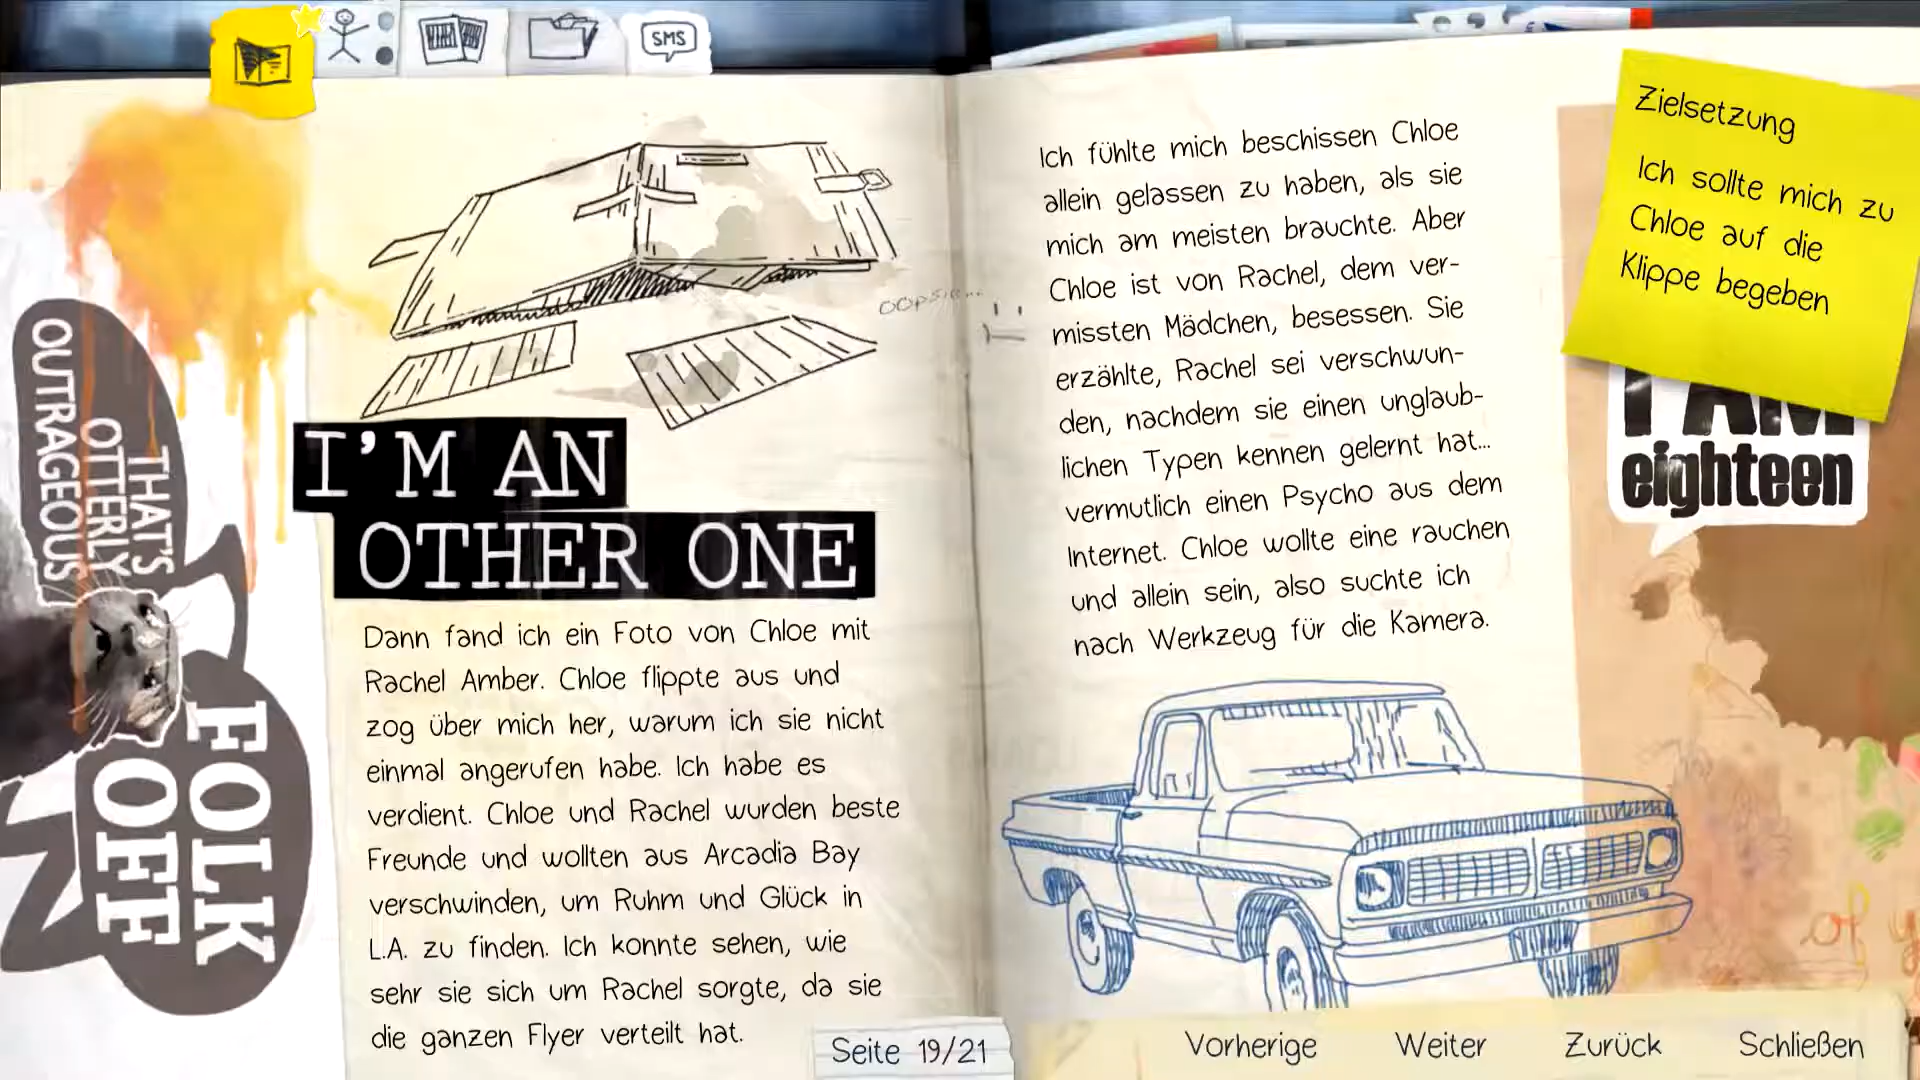 SMS
I'M AN
OTHER ONE
Dann fand ich ein Foto von Chloe mit
Rachel Amber. Chloe flippte aus und
zog über mich her, warum ich sie nicht
einmal angerufen habe. Ich habe es
verdient. Chloe und Rachel wurden beste
Freunde und wollten aus Arcadia Bay
verschwinden, um Ruhm und Glück in
L.A. zu finden. Ich konnte sehen, wie
sehr sie sich um Rachel sorgte, da sie
die ganzen Flyer verteilt hat.
oopsie...
Ich fühlte mich beschissen Chloe
allein gelassen zu haben, als sie
mich am meisten brauchte. Aber
Chloe ist von Rachel, dem ver-
missten Mädchen, besessen. Sie
erzählte, Rachel sei verschwun-
den, nachdem sie einen unglaub-
lichen Typen kennen gelernt hat...
vermutlich einen Psycho aus dem
Internet. Chloe wollte eine rauchen
und allein sein, also suchte ich
nach Werkzeug für die Kamera.
Zielsetzung
Ich sollte mich zu
Chloe auf die
Klippe begeben
I AM
eighteen
THAT'S
OTTERLY
OUTRAGEOUS
FOLK
OFF
of
Seite 19/21
Vorherige
Weiter
Zurück
Schließen